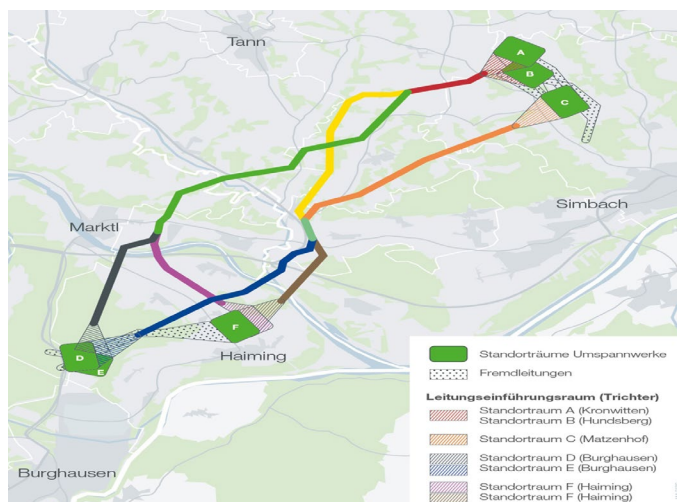 Tann
A
B
C
Simbach
Marktl
F
Haiming
D
E
Burghausen
Standorträume Umspannwerke
Fremdleitungen
Leitungseinführungsraum (Trichter)
Standortraum A (Kronwitten)
Standortraum B (Hundsberg)
Standortraum C (Matzenhof)
Standortraum D (Burghausen)
Standortraum E (Burghausen)
Standortraum F (Haiming)
Standortraum F (Haiming)